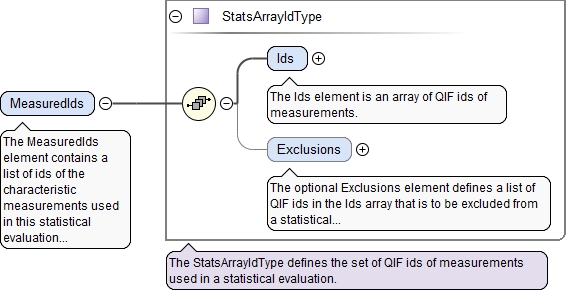 StatsArrayIdType
Ids
The Ids element is an array of QIF ids of
measurements.
MeasuredIds
The MeasuredIds
element contains a
list of ids of the
characteristic
measurements used
in this statistical
evaluation...
Exclusions
The optional Exclusions element defines a list of
QIF ids in the Ids array that is to be excluded from
a statistical...
The StatsArrayIdType defines the set of QIF ids of measurements
used in a statistical evaluation.